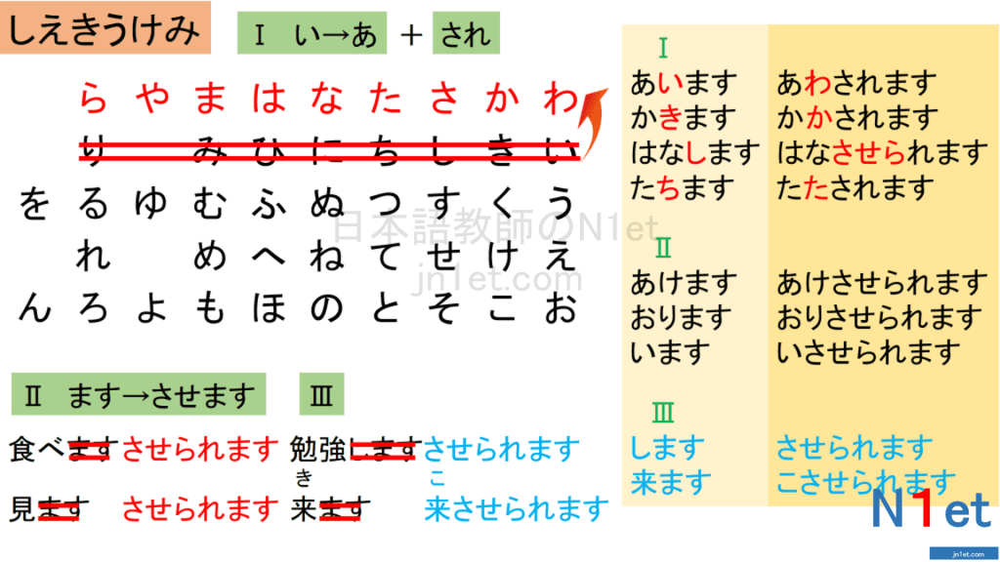 しえきうけみ
Ⅰ い→あ ＋ され
ら や ま は な た さ か わ
り み ひ に ち し き い
を る ゆ む ふ ぬ つ す く う
れ め へ ね て せ け え
ん ろ よ も ほ の と そ こ お
日本語教師のN1et
jn1et.com
Ⅱ ます→させます
食べます させられます
見ます させられます
Ⅲ
勉強します させられます
き こ
来ます 来させられます
Ⅰ
あいます あわされます
かきます かかされます
はなします はなさせられます
たちます たたされます
Ⅱ
あけます あけさせられます
おります おりさせられます
います いさせられます
Ⅲ
します させられます
来ます こさせられます
N1et
jn1et.com